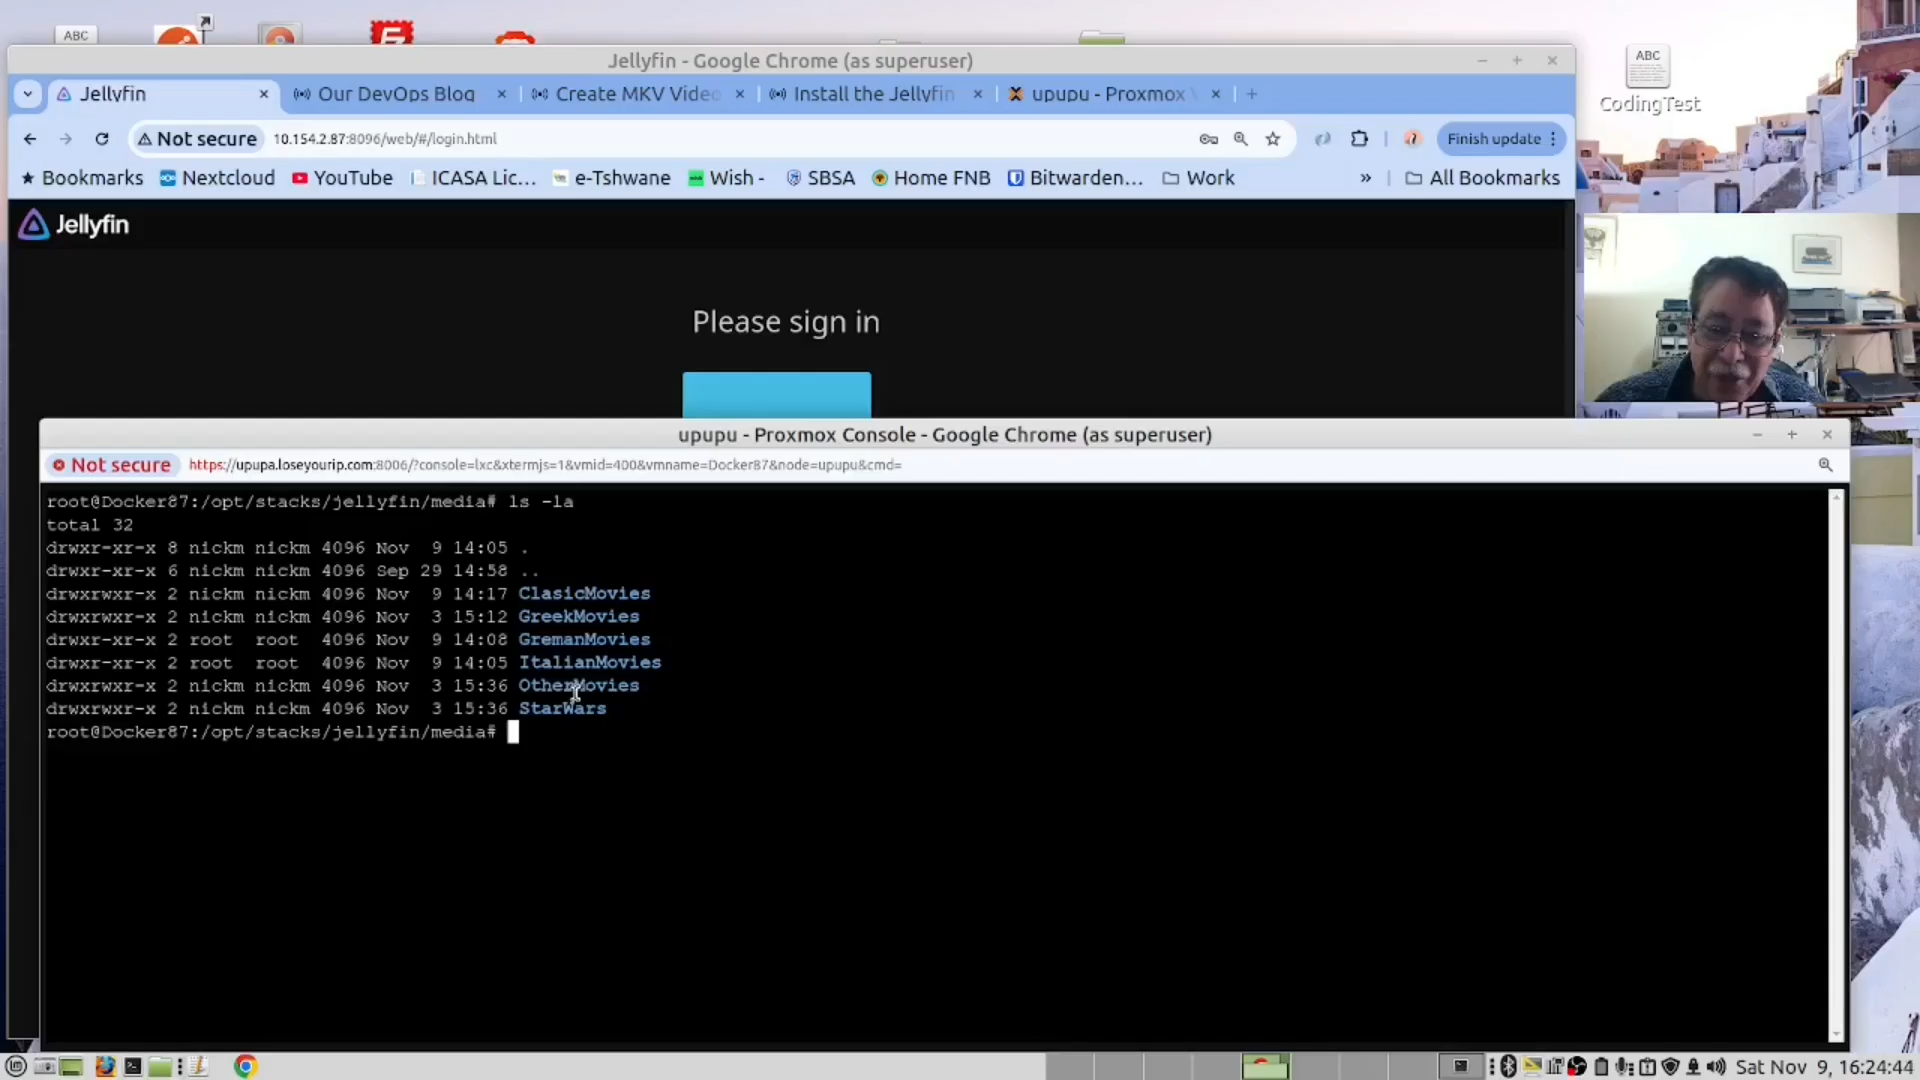 ABC
Jellyfin - Google Chrome (as superuser)
ABC
CodingTest
Jellyfin
Our DevOps Blog
Create MKV Video
Install the Jellyfin
upupu - Proxmox
Not secure
10.154.2.87:8096/web/#/login.html
Finish update
Bookmarks
Nextcloud
YouTube
ICASA Lic...
e-Tshwane
Wish -
SBSA
Home FNB
Bitwarden...
Work
»
All Bookmarks
Jellyfin
Please sign in
upupu - Proxmox Console - Google Chrome (as superuser)
Not secure
https://upupa.loseyourip.com:8006/?console=lxc&xtermjs=1&vmid=400&vmname=Docker87&node=upupu&cmd=
root@Docker87:/opt/stacks/jellyfin/media# ls -la
total 32
drwxr-xr-x 8 nickm nickm 4096 Nov  9 14:05 .
drwxr-xr-x 6 nickm nickm 4096 Sep 29 14:58 ..
drwxrwxr-x 2 nickm nickm 4096 Nov  9 14:17 ClasicMovies
drwxrwxr-x 2 nickm nickm 4096 Nov  3 15:12 GreekMovies
drwxr-xr-x 2 root  root  4096 Nov  9 14:08 GremanMovies
drwxr-xr-x 2 root  root  4096 Nov  9 14:05 ItalianMovies
drwxrwxr-x 2 nickm nickm 4096 Nov  3 15:36 OtherMovies
drwxrwxr-x 2 nickm nickm 4096 Nov  3 15:36 StarWars
root@Docker87:/opt/stacks/jellyfin/media#
Sat Nov 9, 16:24:44